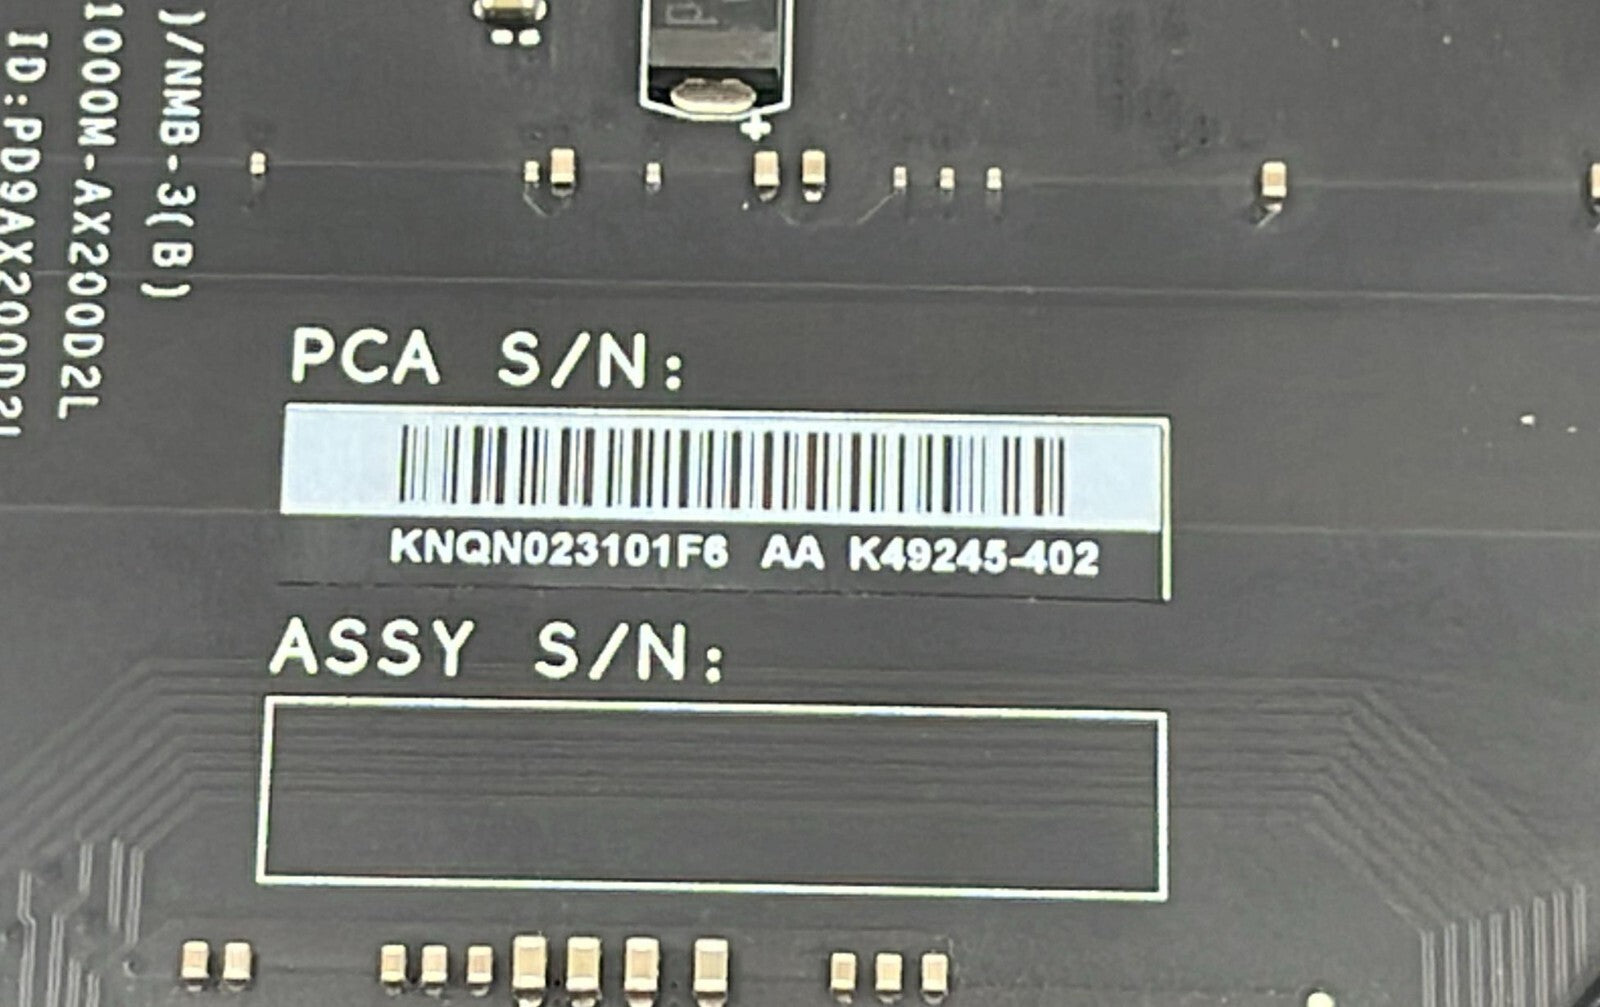 )/NMB-3(B)
1000M-AX200D2L
ID:PD9AX200D2L
PCA S/N:
KNQN023101F6 AA K49245-402
ASSY S/N: